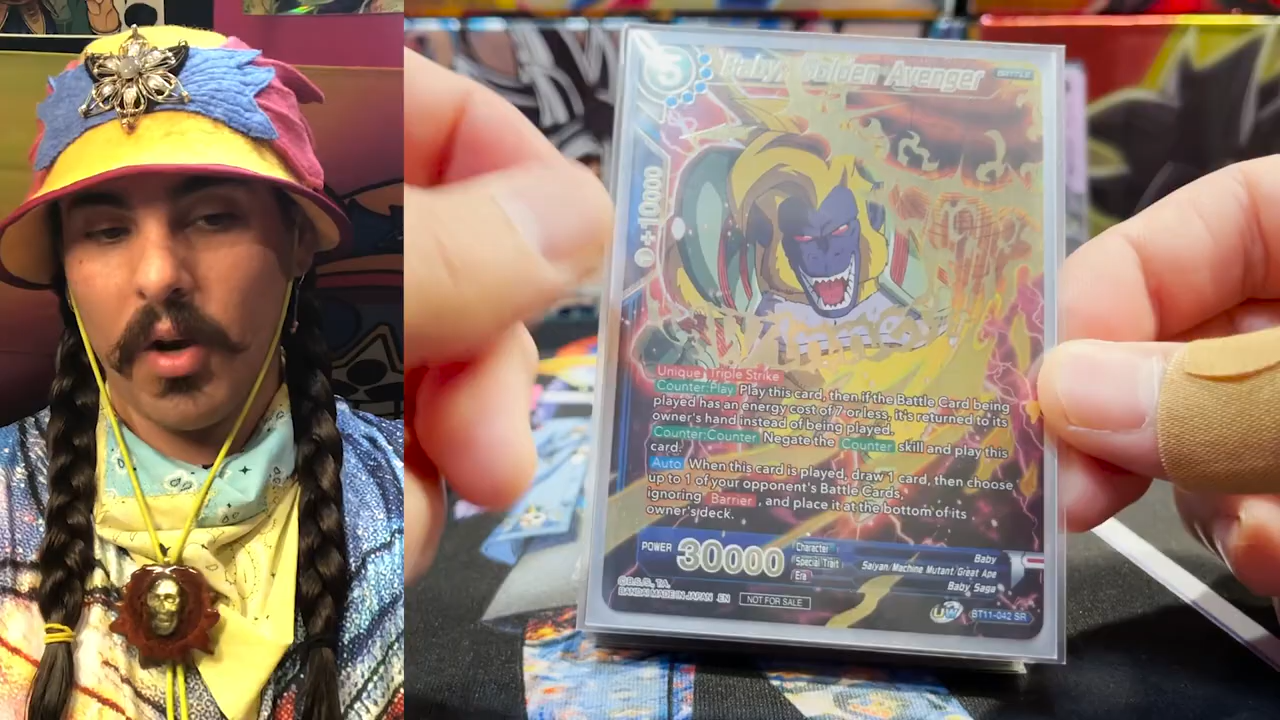 Baby, Golden Avenger
BATTLE
+10000
Unique Triple Strike
Counter:Play Play this card, then if the Battle Card being
played has an energy cost of 7 or less, it's returned to its
owner's hand instead of being played.
Counter:Counter Negate the Counter skill and play this
card.
Auto When this card is played, draw 1 card, then choose
up to 1 of your opponent's Battle Cards,
ignoring Barrier, and place it at the bottom of its
owner's deck.
POWER 30000
Character Baby
Special Trait Saiyan/Machine Mutant/Great Ape
Era Baby Saga
©B.S./S., T.A.
BANDAI MADE IN JAPAN EN NOT FOR SALE
UW BT11-042 SR